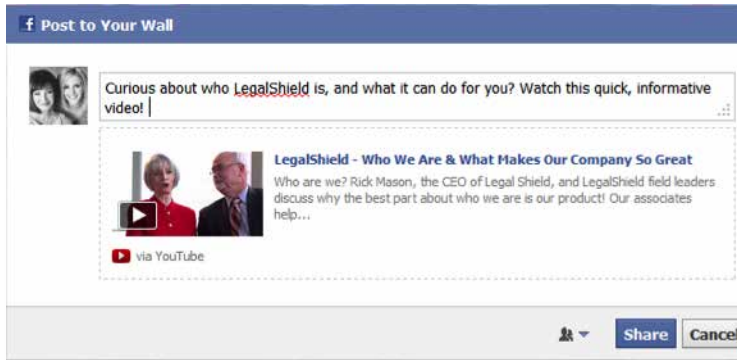 f Post to Your Wall
Curious about who LegalShield is, and what it can do for you? Watch this quick, informative
video!
LegalShield - Who We Are & What Makes Our Company So Great
Who are we? Rick Mason, the CEO of Legal Shield, and LegalShield field leaders
discuss why the best part about who we are is our product! Our associates
help...
via YouTube
Share Cancel